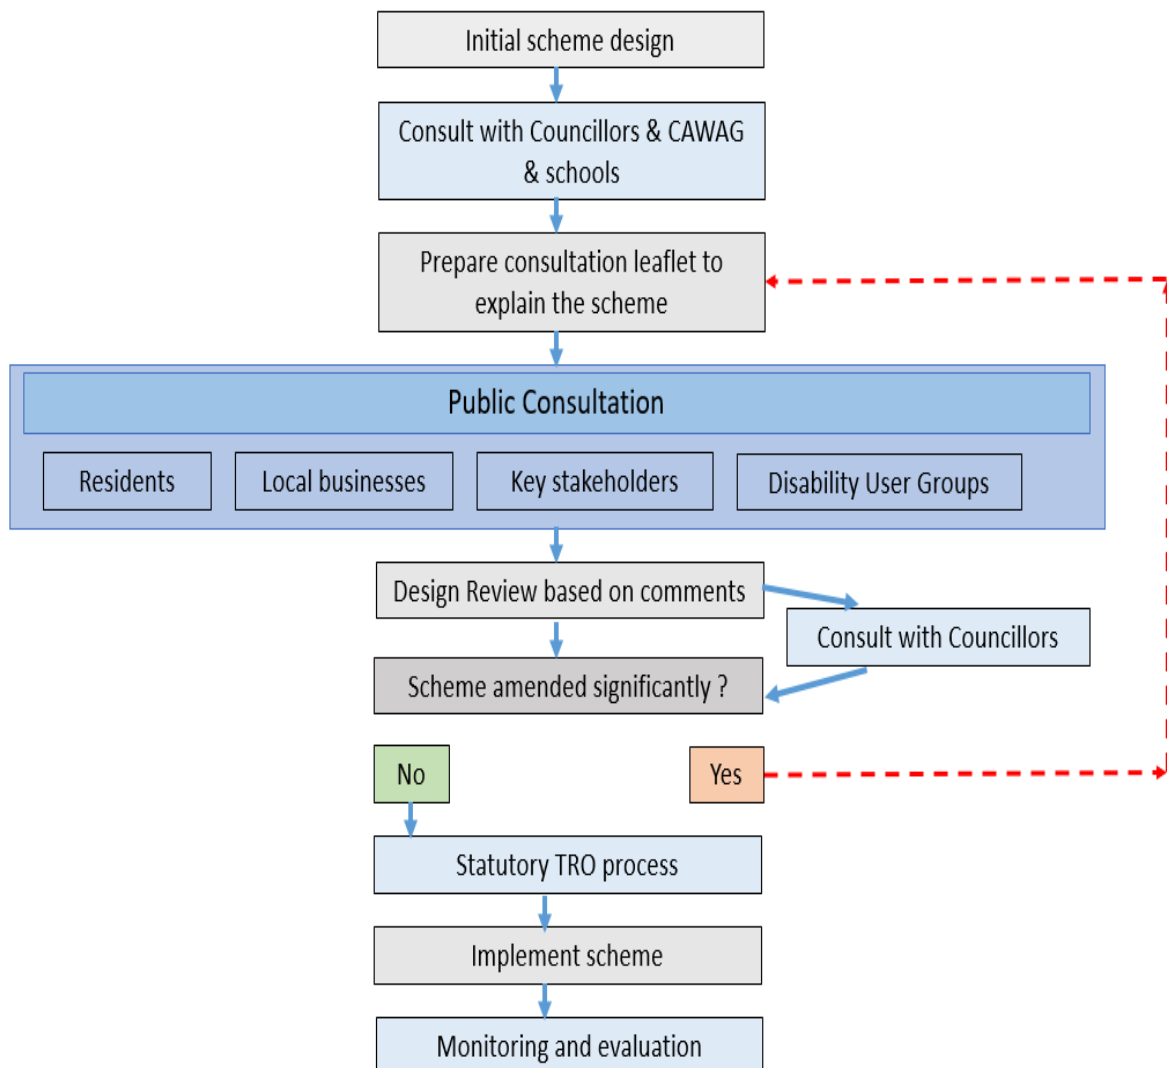 Initial scheme design
Consult with Councillors & CAWAG
& schools
Prepare consultation leaflet to
explain the scheme
Public Consultation
Residents
Local businesses
Key stakeholders
Disability User Groups
Design Review based on comments
Consult with Councillors
Scheme amended significantly ?
No
Yes
Statutory TRO process
Implement scheme
Monitoring and evaluation